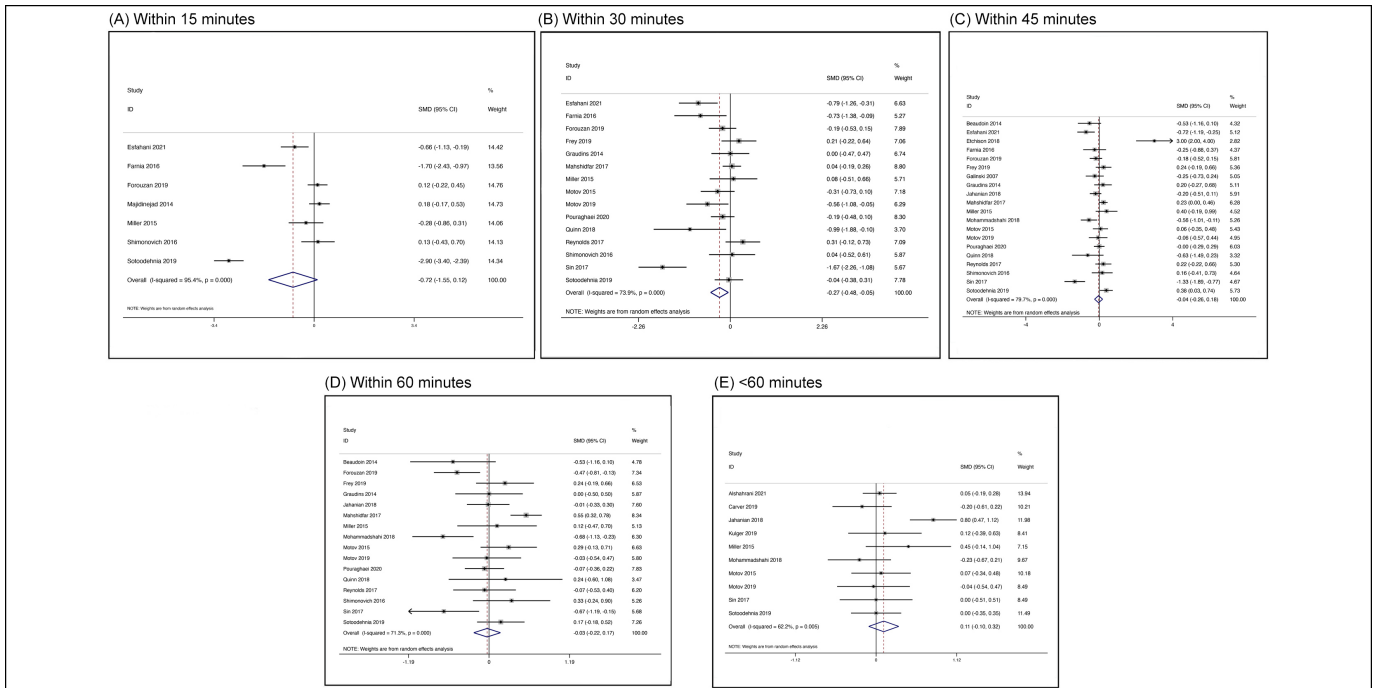 (A) Within 15 minutes
Study %
ID SMD (95% CI) Weight
Esfahani 2021 -0.66 (-1.13, -0.19) 14.42
Farnia 2016 -1.70 (-2.43, -0.97) 13.56
Forouzan 2019 0.12 (-0.22, 0.45) 14.76
Majidinejad 2014 0.18 (-0.17, 0.53) 14.73
Miller 2015 -0.28 (-0.86, 0.31) 14.06
Shimonovich 2016 0.13 (-0.43, 0.70) 14.13
Sotoodehnia 2019 -2.90 (-3.40, -2.39) 14.34
Overall (I-squared = 95.4%, p = 0.000) -0.72 (-1.55, 0.12) 100.00
NOTE: Weights are from random effects analysis
-3.4 0 3.4
(B) Within 30 minutes
Study %
ID SMD (95% CI) Weight
Esfahani 2021 -0.79 (-1.26, -0.31) 6.63
Farnia 2016 -0.73 (-1.38, -0.09) 5.27
Forouzan 2019 -0.19 (-0.53, 0.15) 7.89
Frey 2019 0.21 (-0.22, 0.64) 7.06
Graudins 2014 0.00 (-0.47, 0.47) 6.74
Mahshidfar 2017 0.04 (-0.19, 0.26) 8.80
Miller 2015 0.08 (-0.51, 0.66) 5.71
Motov 2015 -0.31 (-0.73, 0.10) 7.18
Motov 2019 -0.56 (-1.08, -0.05) 6.29
Pouraghaei 2020 -0.19 (-0.48, 0.10) 8.30
Quinn 2018 -0.99 (-1.88, -0.10) 3.70
Reynolds 2017 0.31 (-0.12, 0.73) 7.09
Shimonovich 2016 0.04 (-0.52, 0.61) 5.87
Sin 2017 -1.67 (-2.26, -1.08) 5.67
Sotoodehnia 2019 -0.04 (-0.38, 0.31) 7.78
Overall (I-squared = 73.9%, p = 0.000) -0.27 (-0.48, -0.05) 100.00
NOTE: Weights are from random effects analysis
-2.26 0 2.26
(C) Within 45 minutes
Study %
ID SMD (95% CI) Weight
Beaudoin 2014 -0.53 (-1.16, 0.10) 4.32
Esfahani 2021 -0.72 (-1.19, -0.25) 5.12
Etchison 2018 3.00 (2.00, 4.00) 2.82
Farnia 2016 -0.25 (-0.88, 0.37) 4.37
Forouzan 2019 -0.18 (-0.52, 0.15) 5.81
Frey 2019 0.24 (-0.19, 0.66) 5.36
Galinski 2007 -0.25 (-0.73, 0.24) 5.05
Graudins 2014 0.20 (-0.27, 0.68) 5.11
Jahanian 2018 -0.20 (-0.51, 0.11) 5.91
Mahshidfar 2017 0.23 (0.00, 0.46) 6.28
Miller 2015 0.40 (-0.19, 0.99) 4.52
Mohammadshahi 2018 -0.56 (-1.01, -0.11) 5.26
Motov 2015 0.06 (-0.35, 0.48) 5.41
Motov 2019 -0.06 (-0.57, 0.44) 4.95
Pouraghaei 2020 -0.00 (-0.29, 0.29) 6.03
Quinn 2018 -0.63 (-1.49, 0.23) 3.32
Reynolds 2017 0.22 (-0.22, 0.66) 5.30
Shimonovich 2016 0.16 (-0.41, 0.73) 4.64
Sin 2017 -1.33 (-1.89, -0.77) 4.67
Sotoodehnia 2019 0.38 (0.03, 0.74) 5.73
Overall (I-squared = 79.7%, p = 0.000) -0.04 (-0.26, 0.18) 100.00
NOTE: Weights are from random effects analysis
-4 0 4
(D) Within 60 minutes
Study %
ID SMD (95% CI) Weight
Beaudoin 2014 -0.53 (-1.16, 0.10) 4.78
Forouzan 2019 -0.47 (-0.81, -0.13) 7.34
Frey 2019 0.24 (-0.19, 0.66) 6.53
Graudins 2014 0.00 (-0.50, 0.50) 5.87
Jahanian 2018 -0.01 (-0.33, 0.30) 7.60
Mahshidfar 2017 0.55 (0.32, 0.79) 8.34
Miller 2015 0.12 (-0.47, 0.70) 5.13
Mohammadshahi 2018 -0.68 (-1.13, -0.23) 6.30
Motov 2015 0.29 (-0.13, 0.71) 6.63
Motov 2019 -0.03 (-0.54, 0.47) 5.80
Pouraghaei 2020 -0.07 (-0.36, 0.22) 7.83
Quinn 2018 0.24 (-0.60, 1.08) 3.47
Reynolds 2017 -0.07 (-0.53, 0.40) 6.20
Shimonovich 2016 0.33 (-0.24, 0.90) 5.26
Sin 2017 -0.67 (-1.19, -0.15) 5.68
Sotoodehnia 2019 0.17 (-0.18, 0.52) 7.26
Overall (I-squared = 71.3%, p = 0.000) -0.03 (-0.22, 0.17) 100.00
NOTE: Weights are from random effects analysis
-1.19 0 1.19
(E) <60 minutes
Study %
ID SMD (95% CI) Weight
Alshahrani 2021 0.05 (-0.19, 0.28) 13.94
Carver 2019 -0.20 (-0.61, 0.22) 10.21
Jahanian 2018 0.80 (0.47, 1.12) 11.98
Kulger 2019 0.12 (-0.39, 0.63) 8.41
Miller 2015 0.45 (-0.14, 1.04) 7.15
Mohammadshahi 2018 -0.23 (-0.67, 0.21) 9.67
Motov 2015 0.07 (-0.34, 0.48) 10.18
Motov 2019 -0.04 (-0.54, 0.47) 8.49
Sin 2017 0.00 (-0.51, 0.51) 8.49
Sotoodehnia 2019 0.00 (-0.35, 0.35) 11.49
Overall (I-squared = 62.2%, p = 0.005) 0.11 (-0.10, 0.32) 100.00
NOTE: Weights are from random effects analysis
-1.12 0 1.12